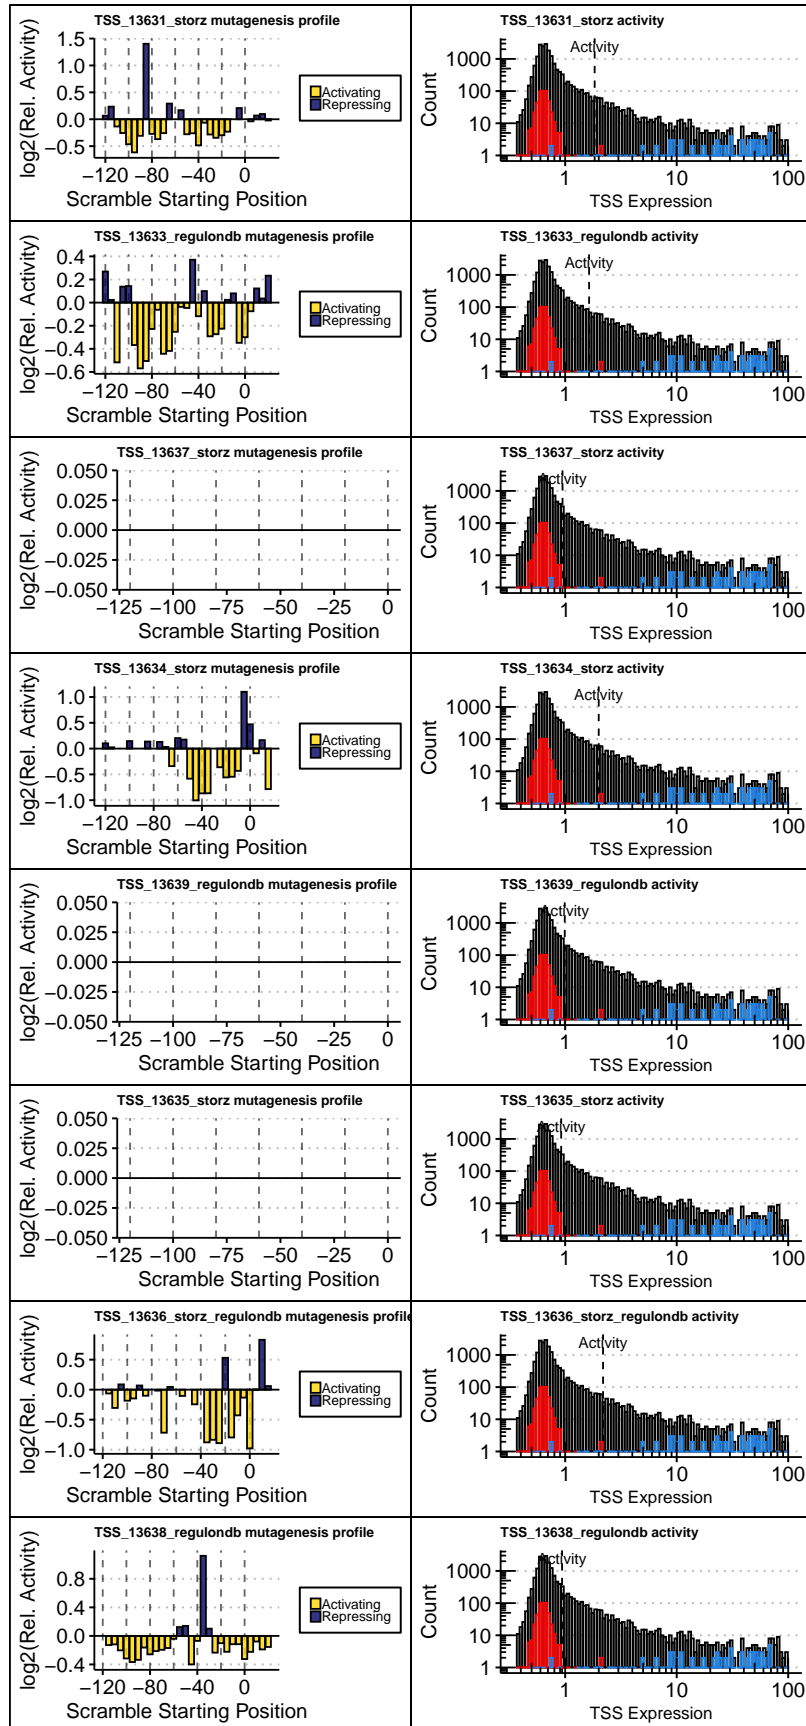 TSS_13631_storz mutagenesis profile
log2(Rel. Activity)
1.5
1.0
0.5
0.0
−0.5
−120 −80 −40 0
Scramble Starting Position
Activating
Repressing
TSS_13631_storz activity
Activity
Count
1000
100
10
1
1 10 100
TSS Expression
TSS_13633_regulondb mutagenesis profile
log2(Rel. Activity)
0.4
0.2
0.0
−0.2
−0.4
−0.6
−120 −80 −40 0
Scramble Starting Position
Activating
Repressing
TSS_13633_regulondb activity
Activity
Count
1000
100
10
1
1 10 100
TSS Expression
TSS_13637_storz mutagenesis profile
log2(Rel. Activity)
0.050
0.025
0.000
−0.025
−0.050
−125 −100 −75 −50 −25 0
Scramble Starting Position
TSS_13637_storz activity
Activity
Count
1000
100
10
1
1 10 100
TSS Expression
TSS_13634_storz mutagenesis profile
log2(Rel. Activity)
1.0
0.5
0.0
−0.5
−1.0
−120 −80 −40 0
Scramble Starting Position
Activating
Repressing
TSS_13634_storz activity
Activity
Count
1000
100
10
1
1 10 100
TSS Expression
TSS_13639_regulondb mutagenesis profile
log2(Rel. Activity)
0.050
0.025
0.000
−0.025
−0.050
−125 −100 −75 −50 −25 0
Scramble Starting Position
TSS_13639_regulondb activity
Activity
Count
1000
100
10
1
1 10 100
TSS Expression
TSS_13635_storz mutagenesis profile
log2(Rel. Activity)
0.050
0.025
0.000
−0.025
−0.050
−125 −100 −75 −50 −25 0
Scramble Starting Position
TSS_13635_storz activity
Activity
Count
1000
100
10
1
1 10 100
TSS Expression
TSS_13636_storz_regulondb mutagenesis profile
log2(Rel. Activity)
0.5
0.0
−0.5
−1.0
−120 −80 −40 0
Scramble Starting Position
Activating
Repressing
TSS_13636_storz_regulondb activity
Activity
Count
1000
100
10
1
1 10 100
TSS Expression
TSS_13638_regulondb mutagenesis profile
log2(Rel. Activity)
0.8
0.4
0.0
−0.4
−120 −80 −40 0
Scramble Starting Position
Activating
Repressing
TSS_13638_regulondb activity
Activity
Count
1000
100
10
1
1 10 100
TSS Expression